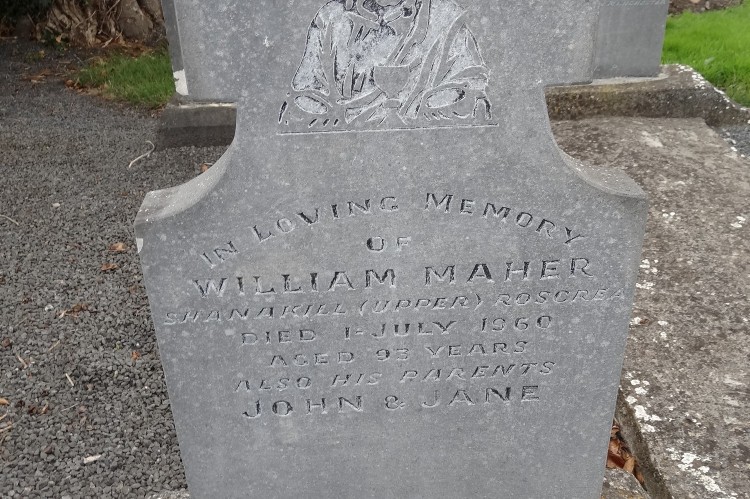 IN LOVING MEMORY
OF
WILLIAM MAHER
SHANAKILL (UPPER) ROSCREA
DIED 1- JULY 1960
AGED 93 YEARS
ALSO HIS PARENTS
JOHN & JANE